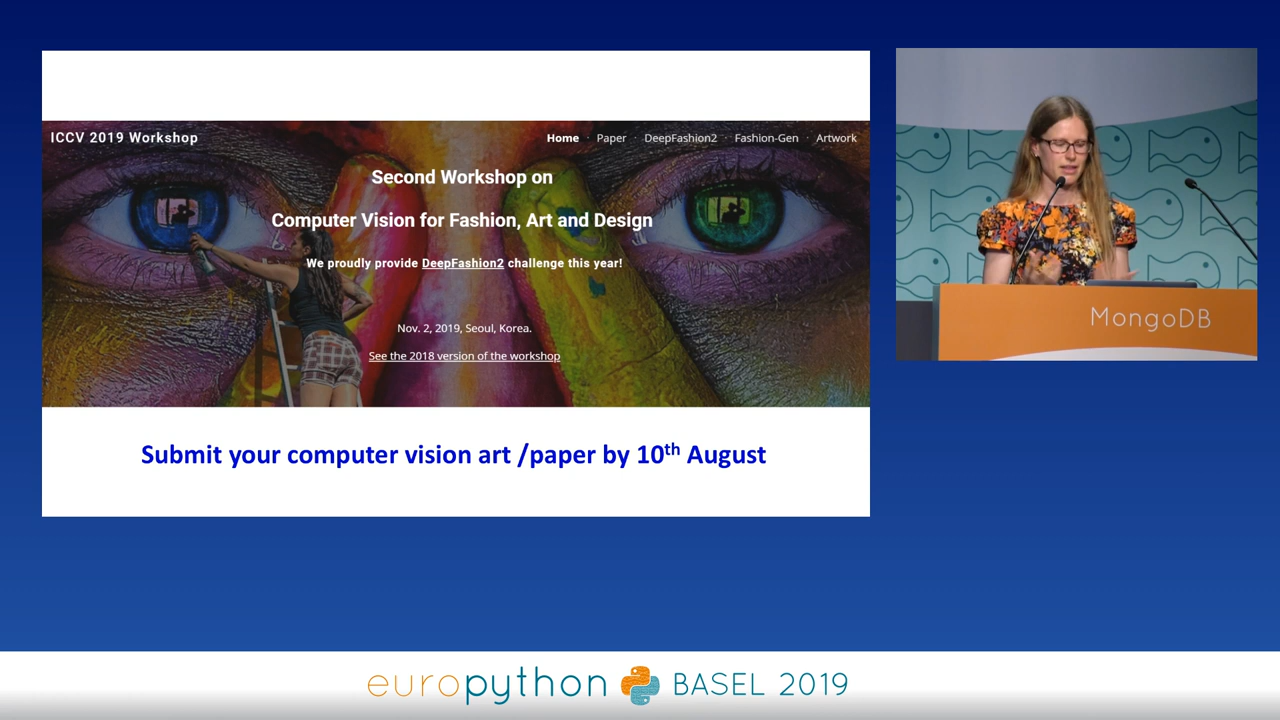 ICCV 2019 Workshop
Home · Paper · DeepFashion2 · Fashion-Gen · Artwork
Second Workshop on
Computer Vision for Fashion, Art and Design
We proudly provide DeepFashion2 challenge this year!
Nov. 2, 2019, Seoul, Korea.
See the 2018 version of the workshop
Submit your computer vision art /paper by 10th August
MongoDB
europython BASEL 2019